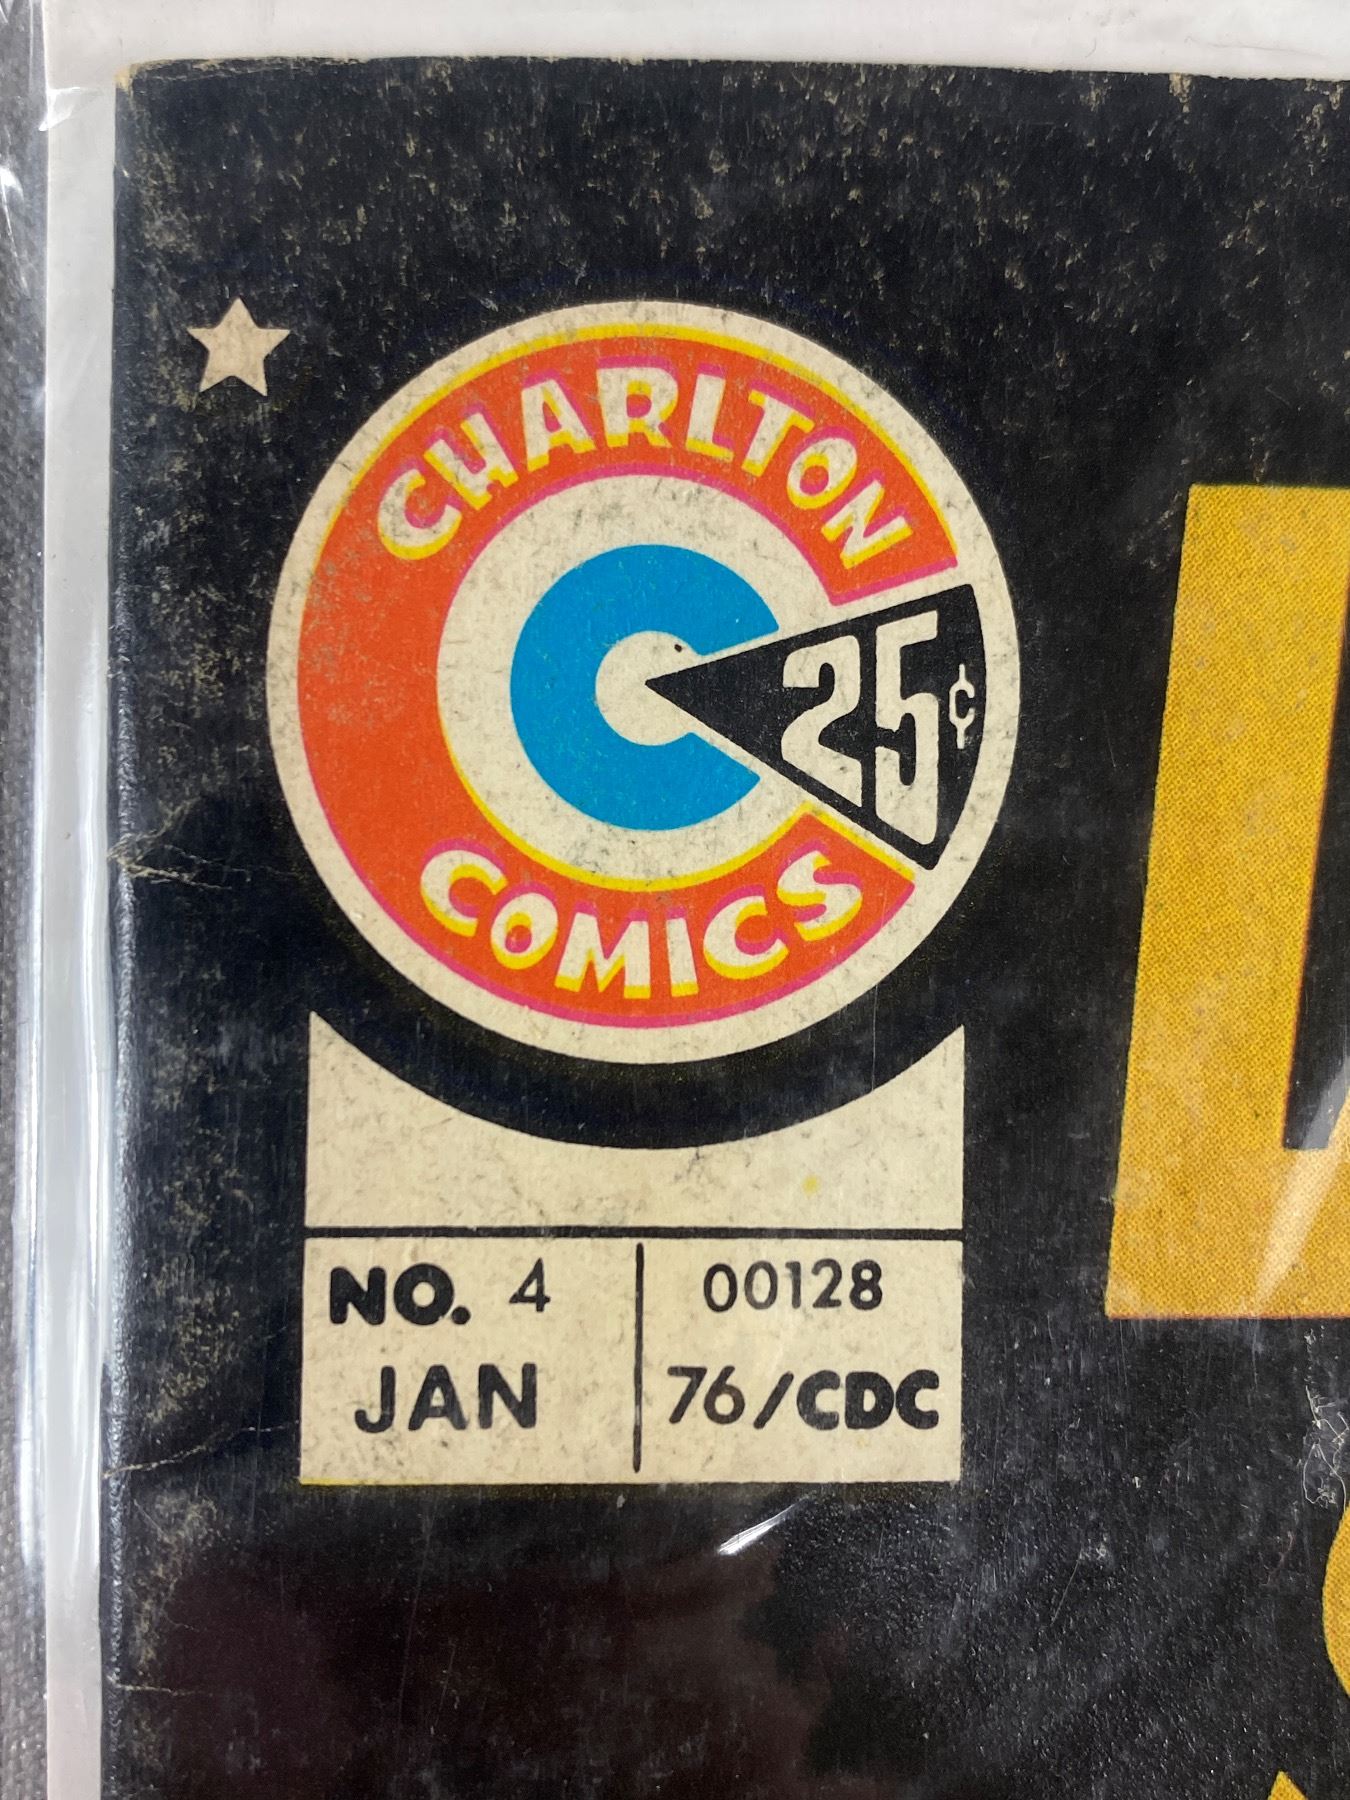 CHARLTON
25¢
COMICS
NO. 4
00128
JAN
76/CDC